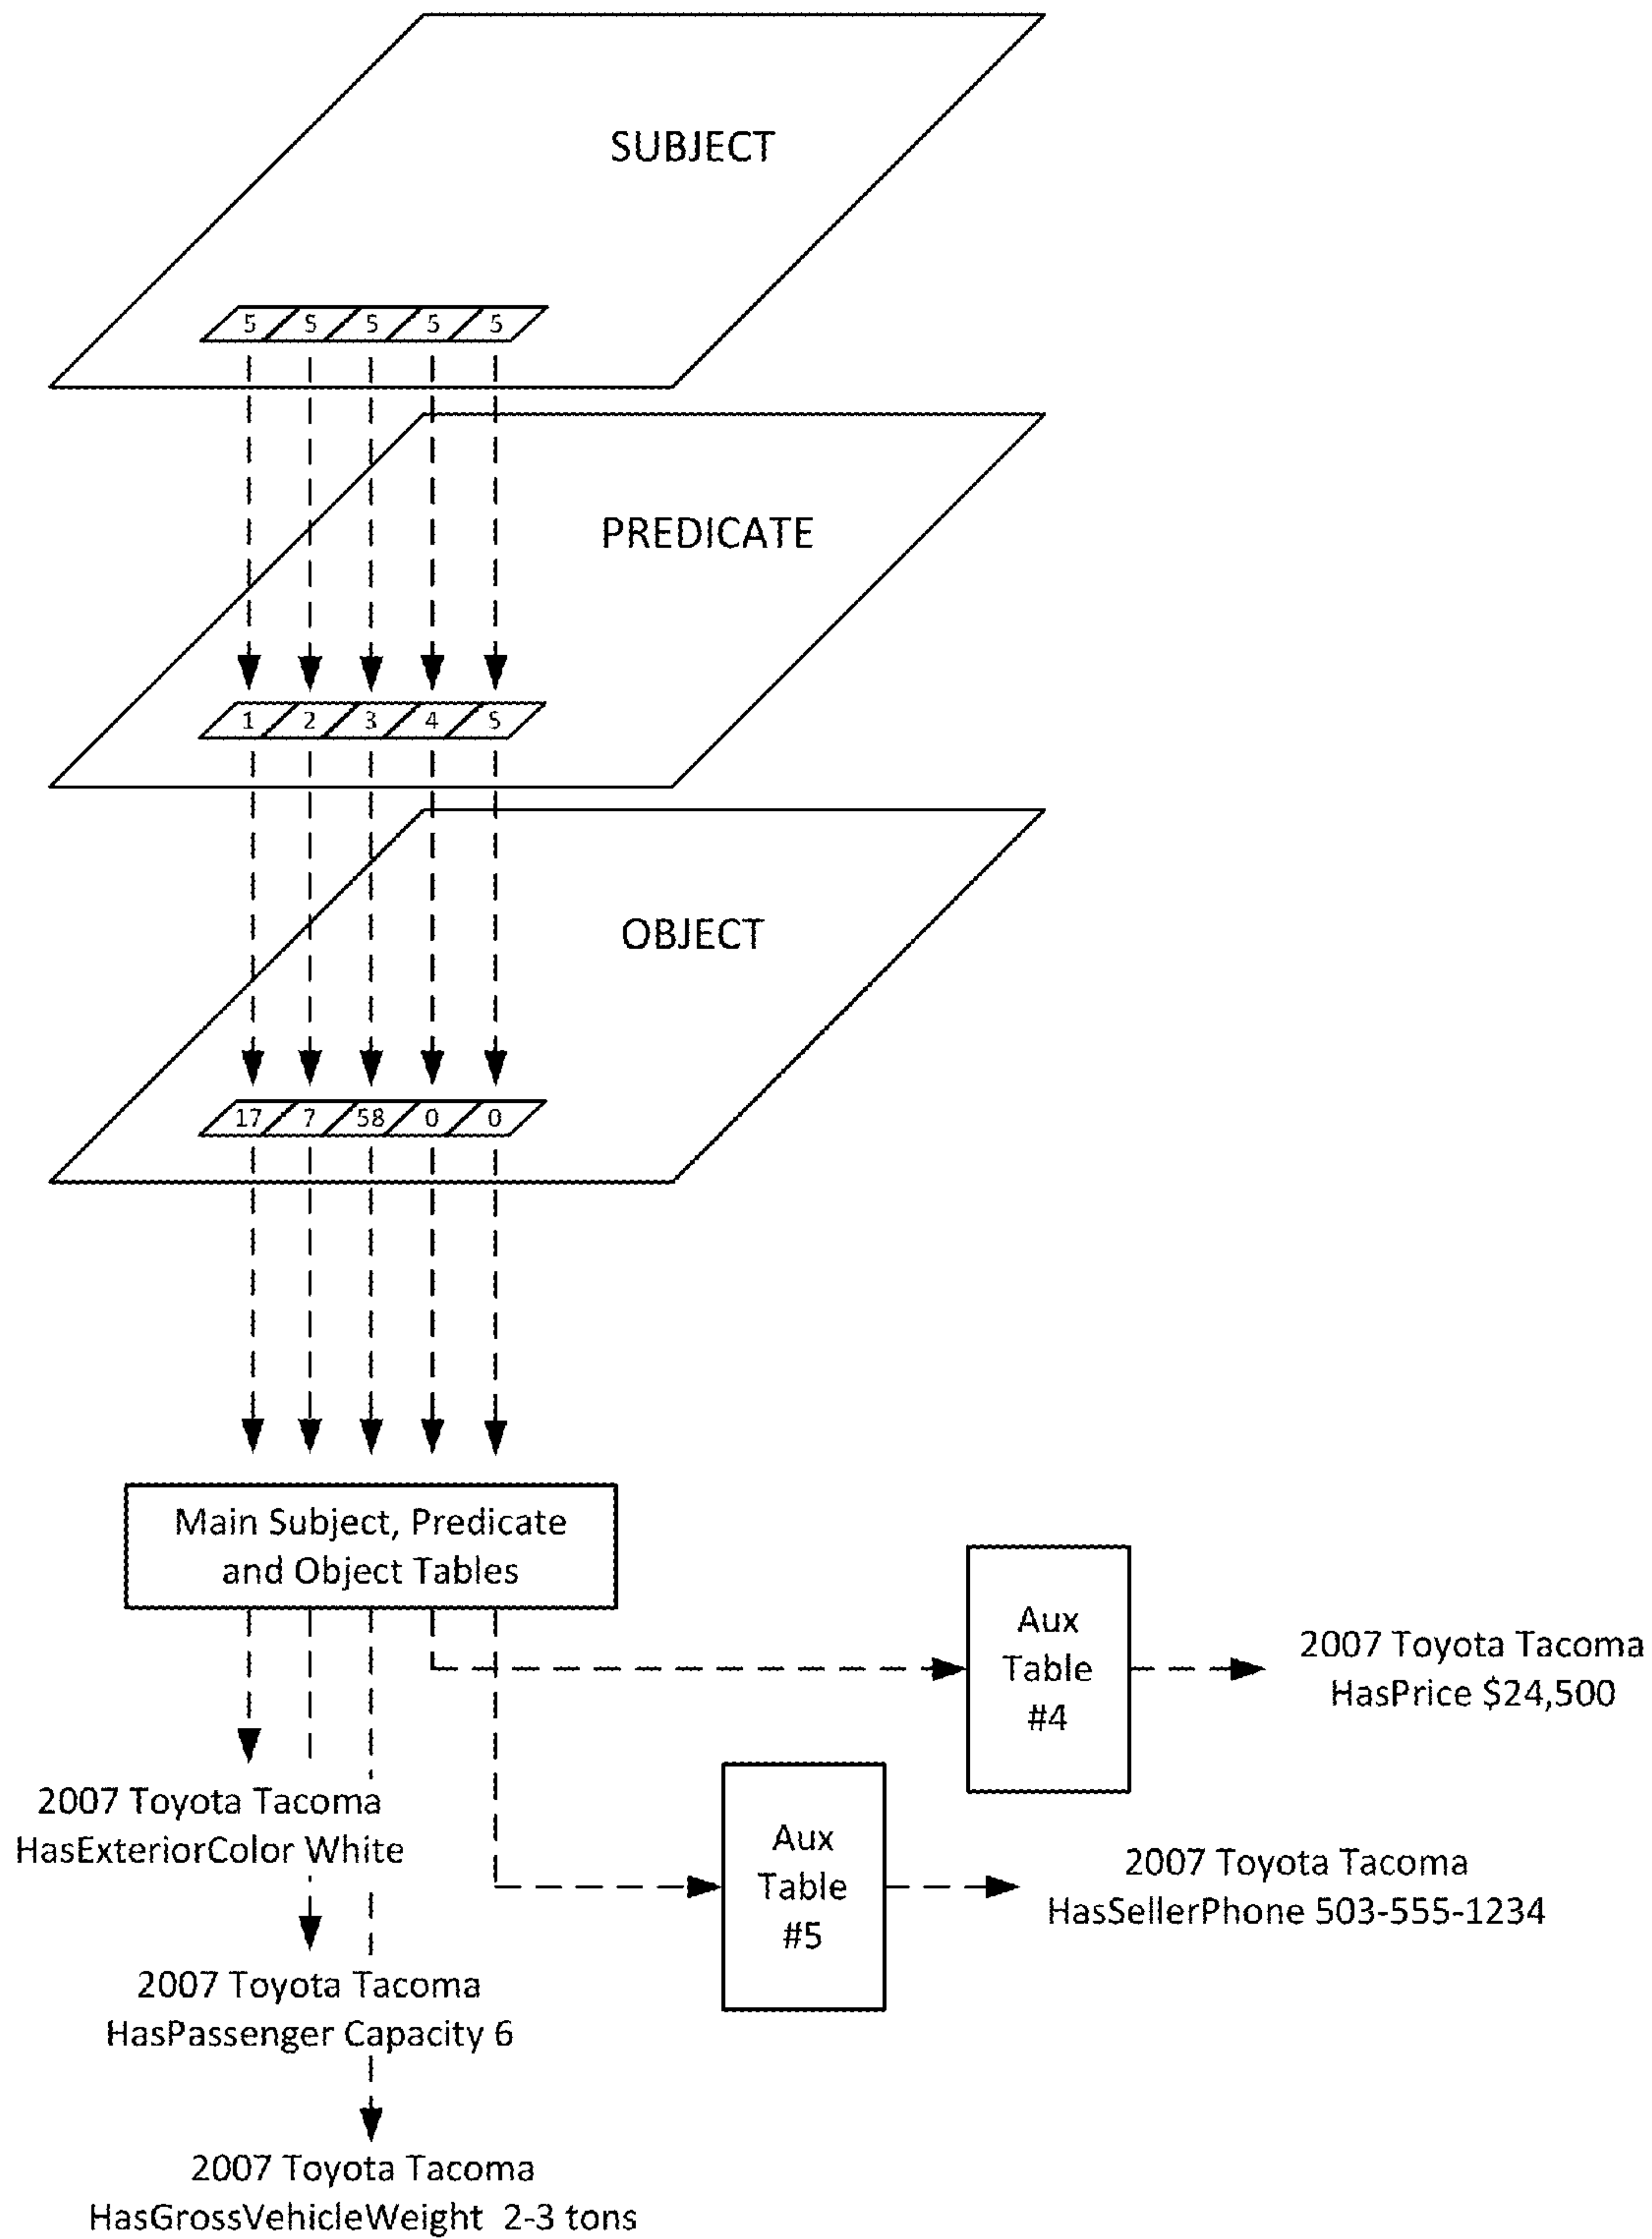 SUBJECT
5 5 5 5 5
PREDICATE
1 2 3 4 5
OBJECT
17 7 58 0 0
Main Subject, Predicate
and Object Tables
Aux
Table
#4
2007 Toyota Tacoma
HasPrice $24,500
2007 Toyota Tacoma
HasExteriorColor White
Aux
Table
#5
2007 Toyota Tacoma
HasSellerPhone 503-555-1234
2007 Toyota Tacoma
HasPassenger Capacity 6
2007 Toyota Tacoma
HasGrossVehicleWeight 2-3 tons